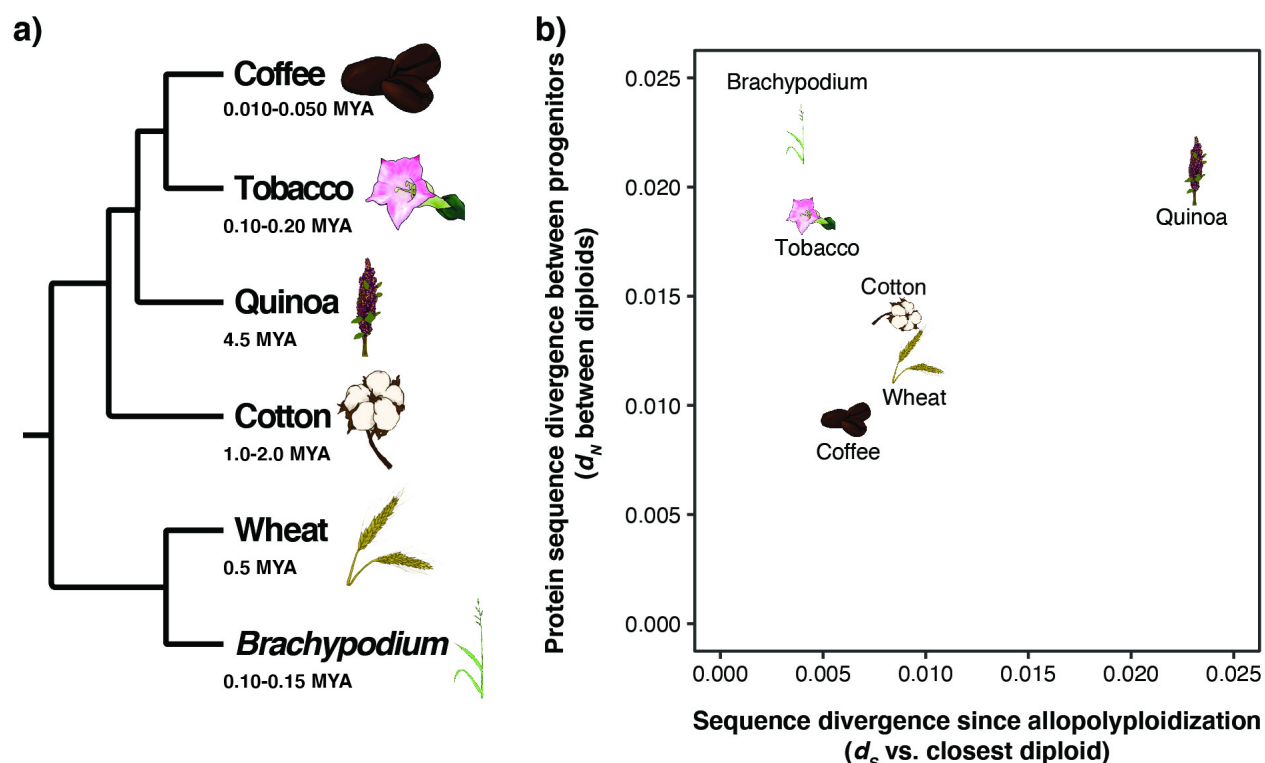 a)
Coffee
0.010-0.050 MYA
Tobacco
0.10-0.20 MYA
Quinoa
4.5 MYA
Cotton
1.0-2.0 MYA
Wheat
0.5 MYA
Brachypodium
0.10-0.15 MYA
b)
Protein sequence divergence between progenitors
(dN between diploids)
0.025
0.020
0.015
0.010
0.005
0.000
Brachypodium
Tobacco
Quinoa
Cotton
Wheat
Coffee
0.000 0.005 0.010 0.015 0.020 0.025
Sequence divergence since allopolyploidization
(dS vs. closest diploid)